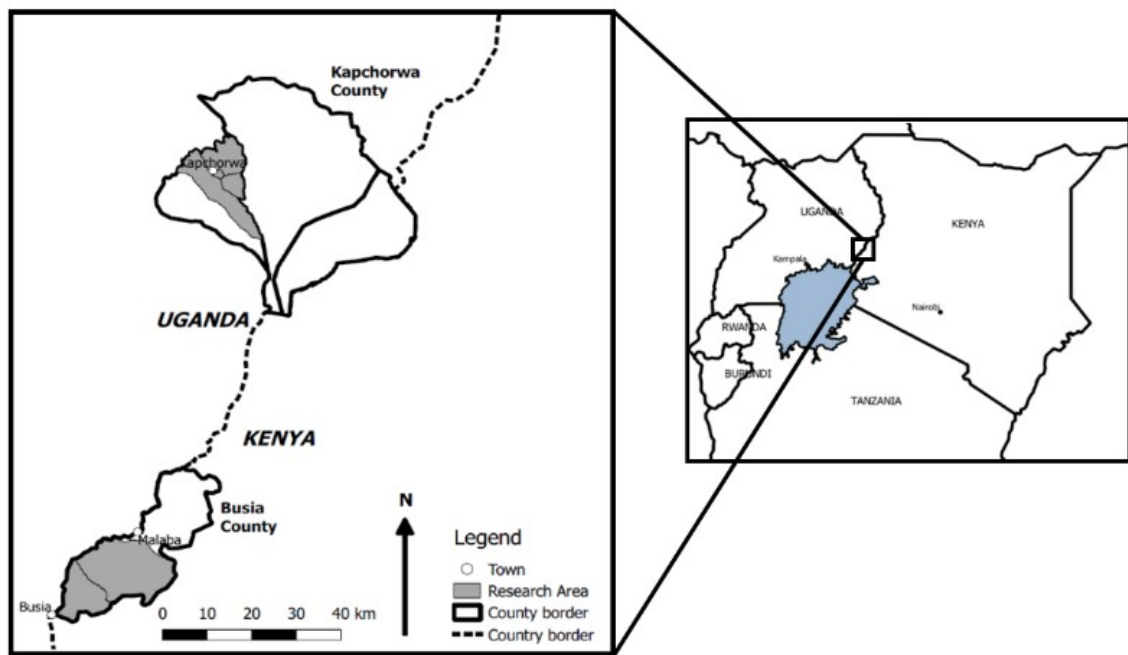 Kapchorwa
County
Kapchorwa
UGANDA
KENYA
Busia
County
Malaba
Busia
0 10 20 30 40 km
N
Legend
Town
Research Area
County border
Country border
UGANDA
KENYA
Kampala
Nairobi
RWANDA
BURUNDI
TANZANIA